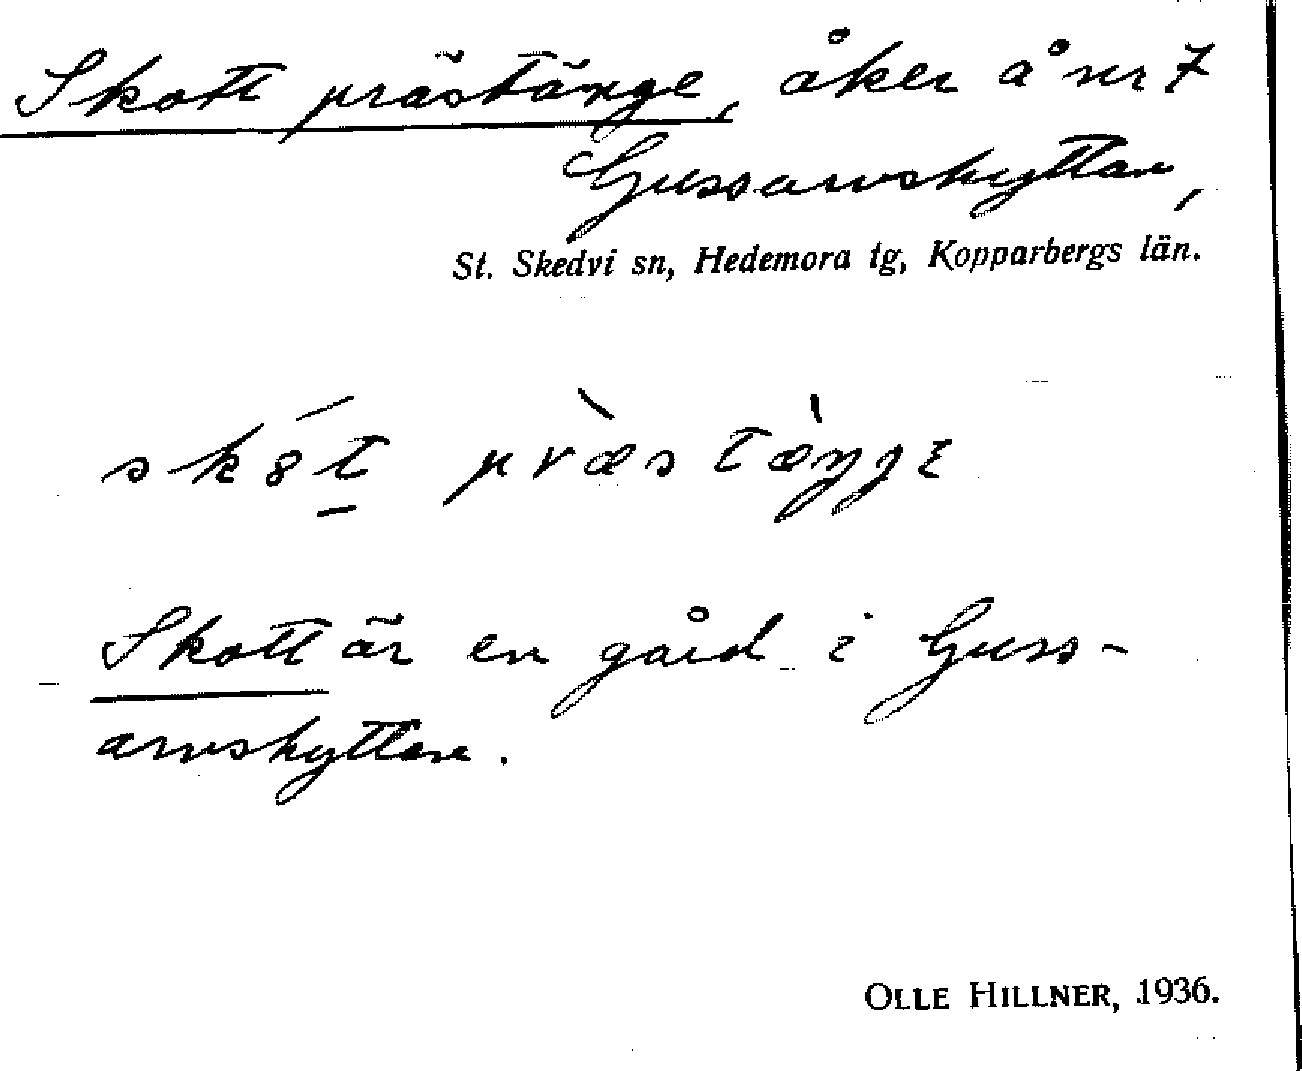 Skott prästänge, åker å nr 7
Gussarvshyttan,
St. Skedvi sn, Hedemora tg, Kopparbergs län.
Skott är en gård i Guss-
arvshyttan.
OLLE HILLNER, 1936.